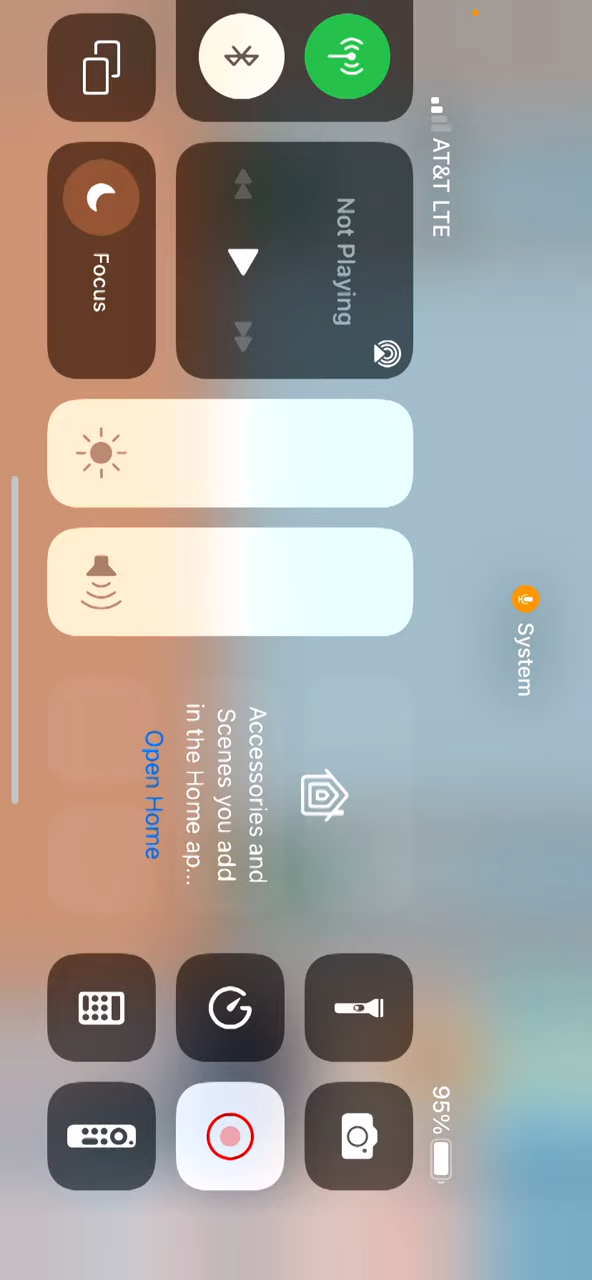 AT&T LTE
95%
System
Not Playing
Focus
Accessories and
Scenes you add
in the Home ap...
Open Home